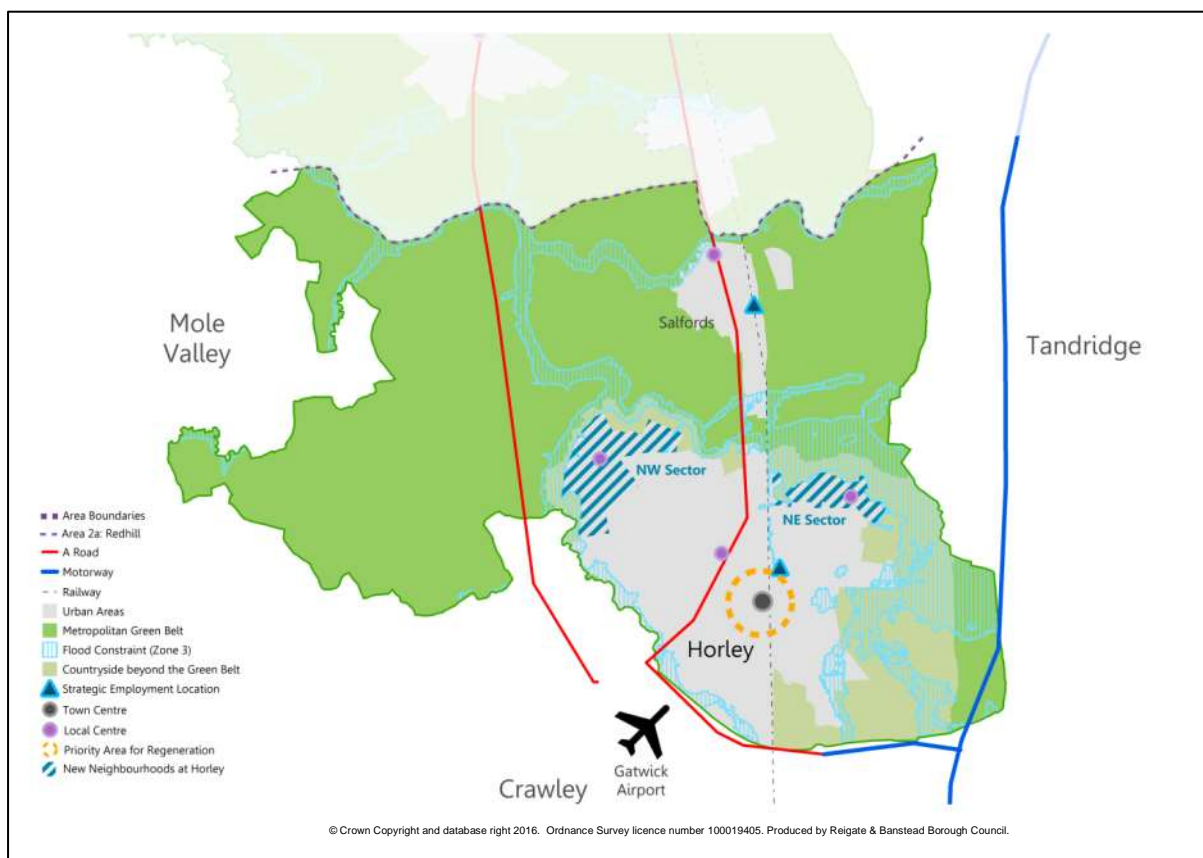 Mole
Valley
Salfords
Tandridge
NW Sector
NE Sector
Horley
Gatwick
Airport
Crawley
Area Boundaries
Area 2a: Redhill
A Road
Motorway
Railway
Urban Areas
Metropolitan Green Belt
Flood Constraint (Zone 3)
Countryside beyond the Green Belt
Strategic Employment Location
Town Centre
Local Centre
Priority Area for Regeneration
New Neighbourhoods at Horley
© Crown Copyright and database right 2016. Ordnance Survey licence number 100019405. Produced by Reigate & Banstead Borough Council.